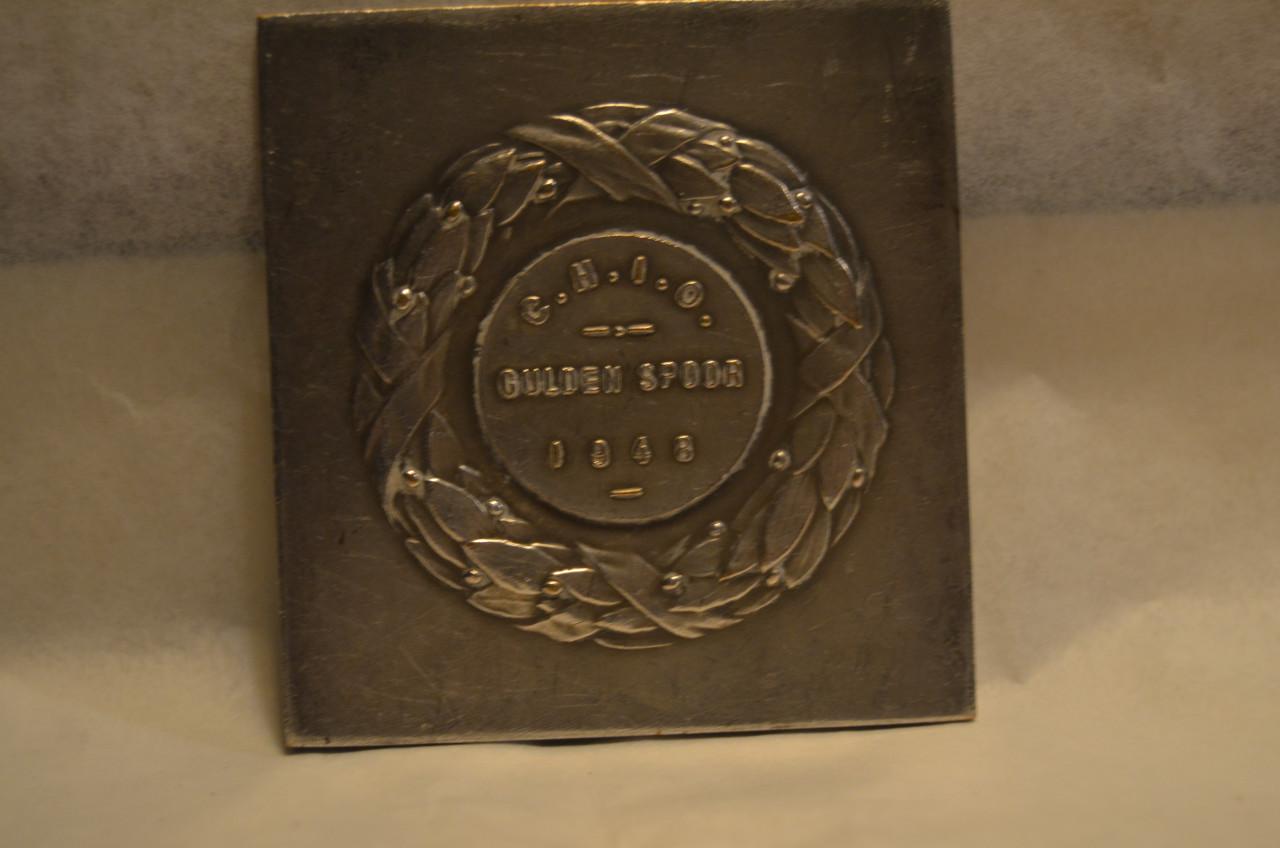 C.H.I.O.
GULDEN SPOOR
1948